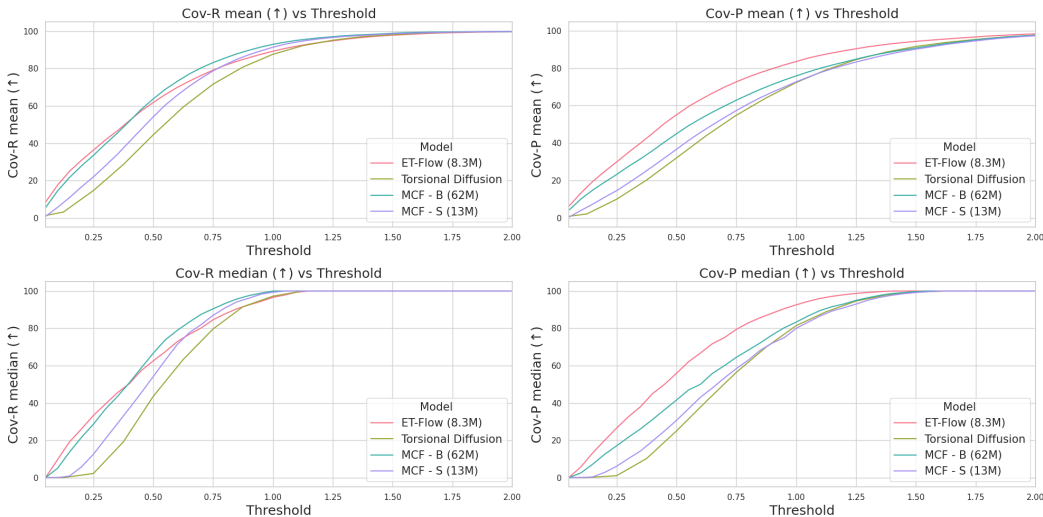 Cov-R mean (↑) vs Threshold
Cov-R mean (↑)
100
80
60
40
20
0
0.25 0.50 0.75 1.00 1.25 1.50 1.75 2.00
Threshold
Model
ET-Flow (8.3M)
Torsional Diffusion
MCF - B (62M)
MCF - S (13M)
Cov-P mean (↑) vs Threshold
Cov-P mean (↑)
100
80
60
40
20
0
0.25 0.50 0.75 1.00 1.25 1.50 1.75 2.00
Threshold
Model
ET-Flow (8.3M)
Torsional Diffusion
MCF - B (62M)
MCF - S (13M)
Cov-R median (↑) vs Threshold
Cov-R median (↑)
100
80
60
40
20
0
0.25 0.50 0.75 1.00 1.25 1.50 1.75 2.00
Threshold
Model
ET-Flow (8.3M)
Torsional Diffusion
MCF - B (62M)
MCF - S (13M)
Cov-P median (↑) vs Threshold
Cov-P median (↑)
100
80
60
40
20
0
0.25 0.50 0.75 1.00 1.25 1.50 1.75 2.00
Threshold
Model
ET-Flow (8.3M)
Torsional Diffusion
MCF - B (62M)
MCF - S (13M)